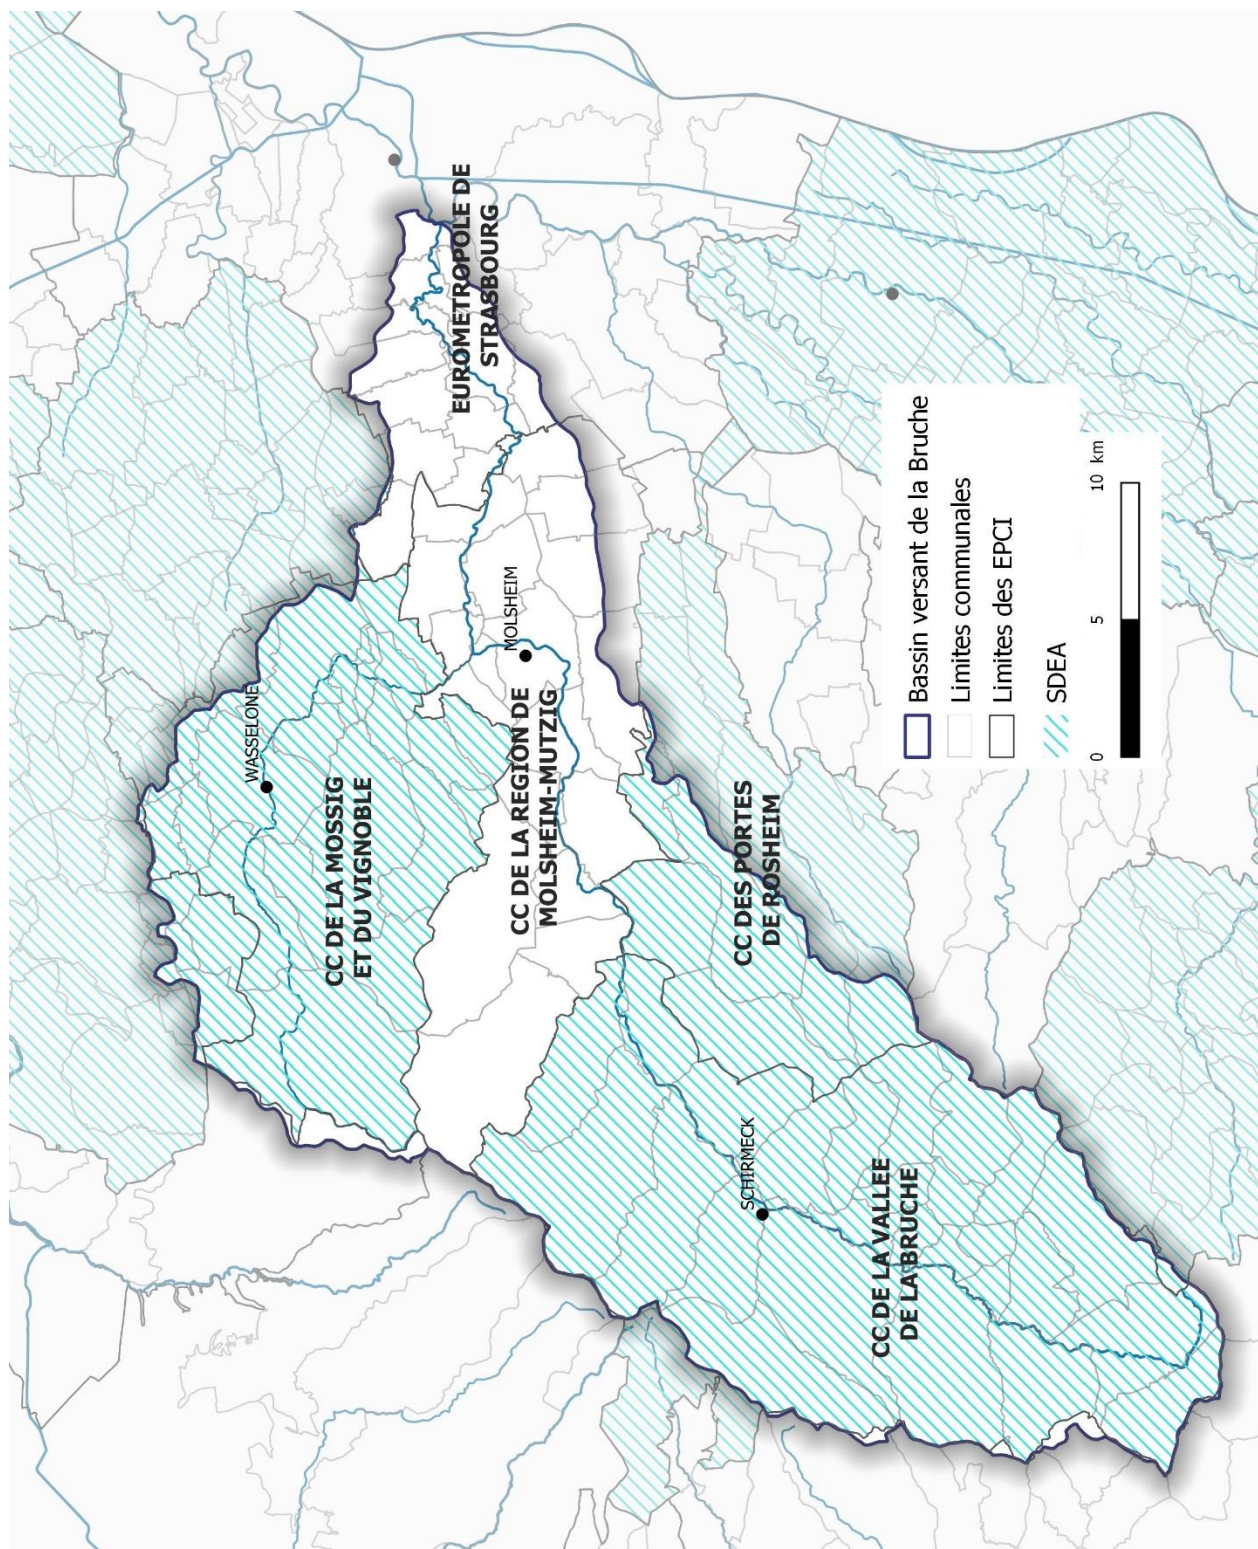 WASSELONE
CC DE LA MOSSIG
ET DU VIGNOBLE
EUROMETROPOLE DE
STRASBOURG
MOLSHEIM
CC DE LA REGION DE
MOLSHEIM-MUTZIG
CC DES PORTES
DE ROSHEIM
SCHIRMECK
CC DE LA VALLEE
DE LA BRUCHE
Bassin versant de la Bruche
Limites communales
Limites des EPCI
SDEA
0 5 10 km